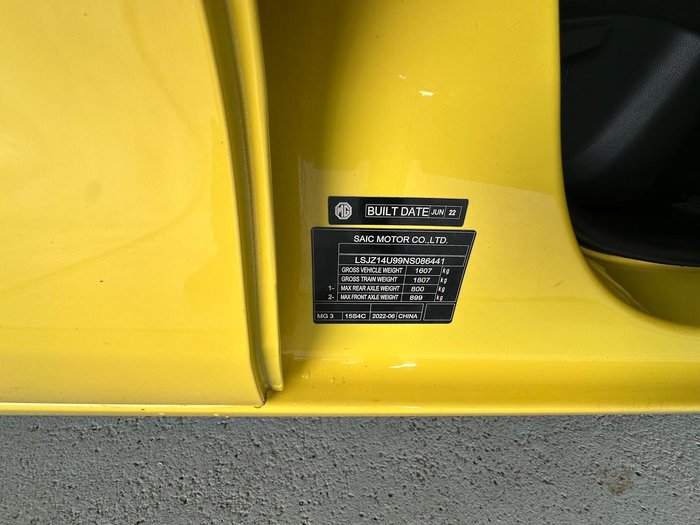 MG BUILT DATE JUN 22
SAIC MOTOR CO.,LTD.
LSJZ14U99NS086441
GROSS VEHICLE WEIGHT 1607 kg
GROSS TRAIN WEIGHT 1807 kg
1- MAX REAR AXLE WEIGHT 800 kg
2- MAX FRONT AXLE WEIGHT 899 kg
MG 3 15S4C 2022-06 CHINA